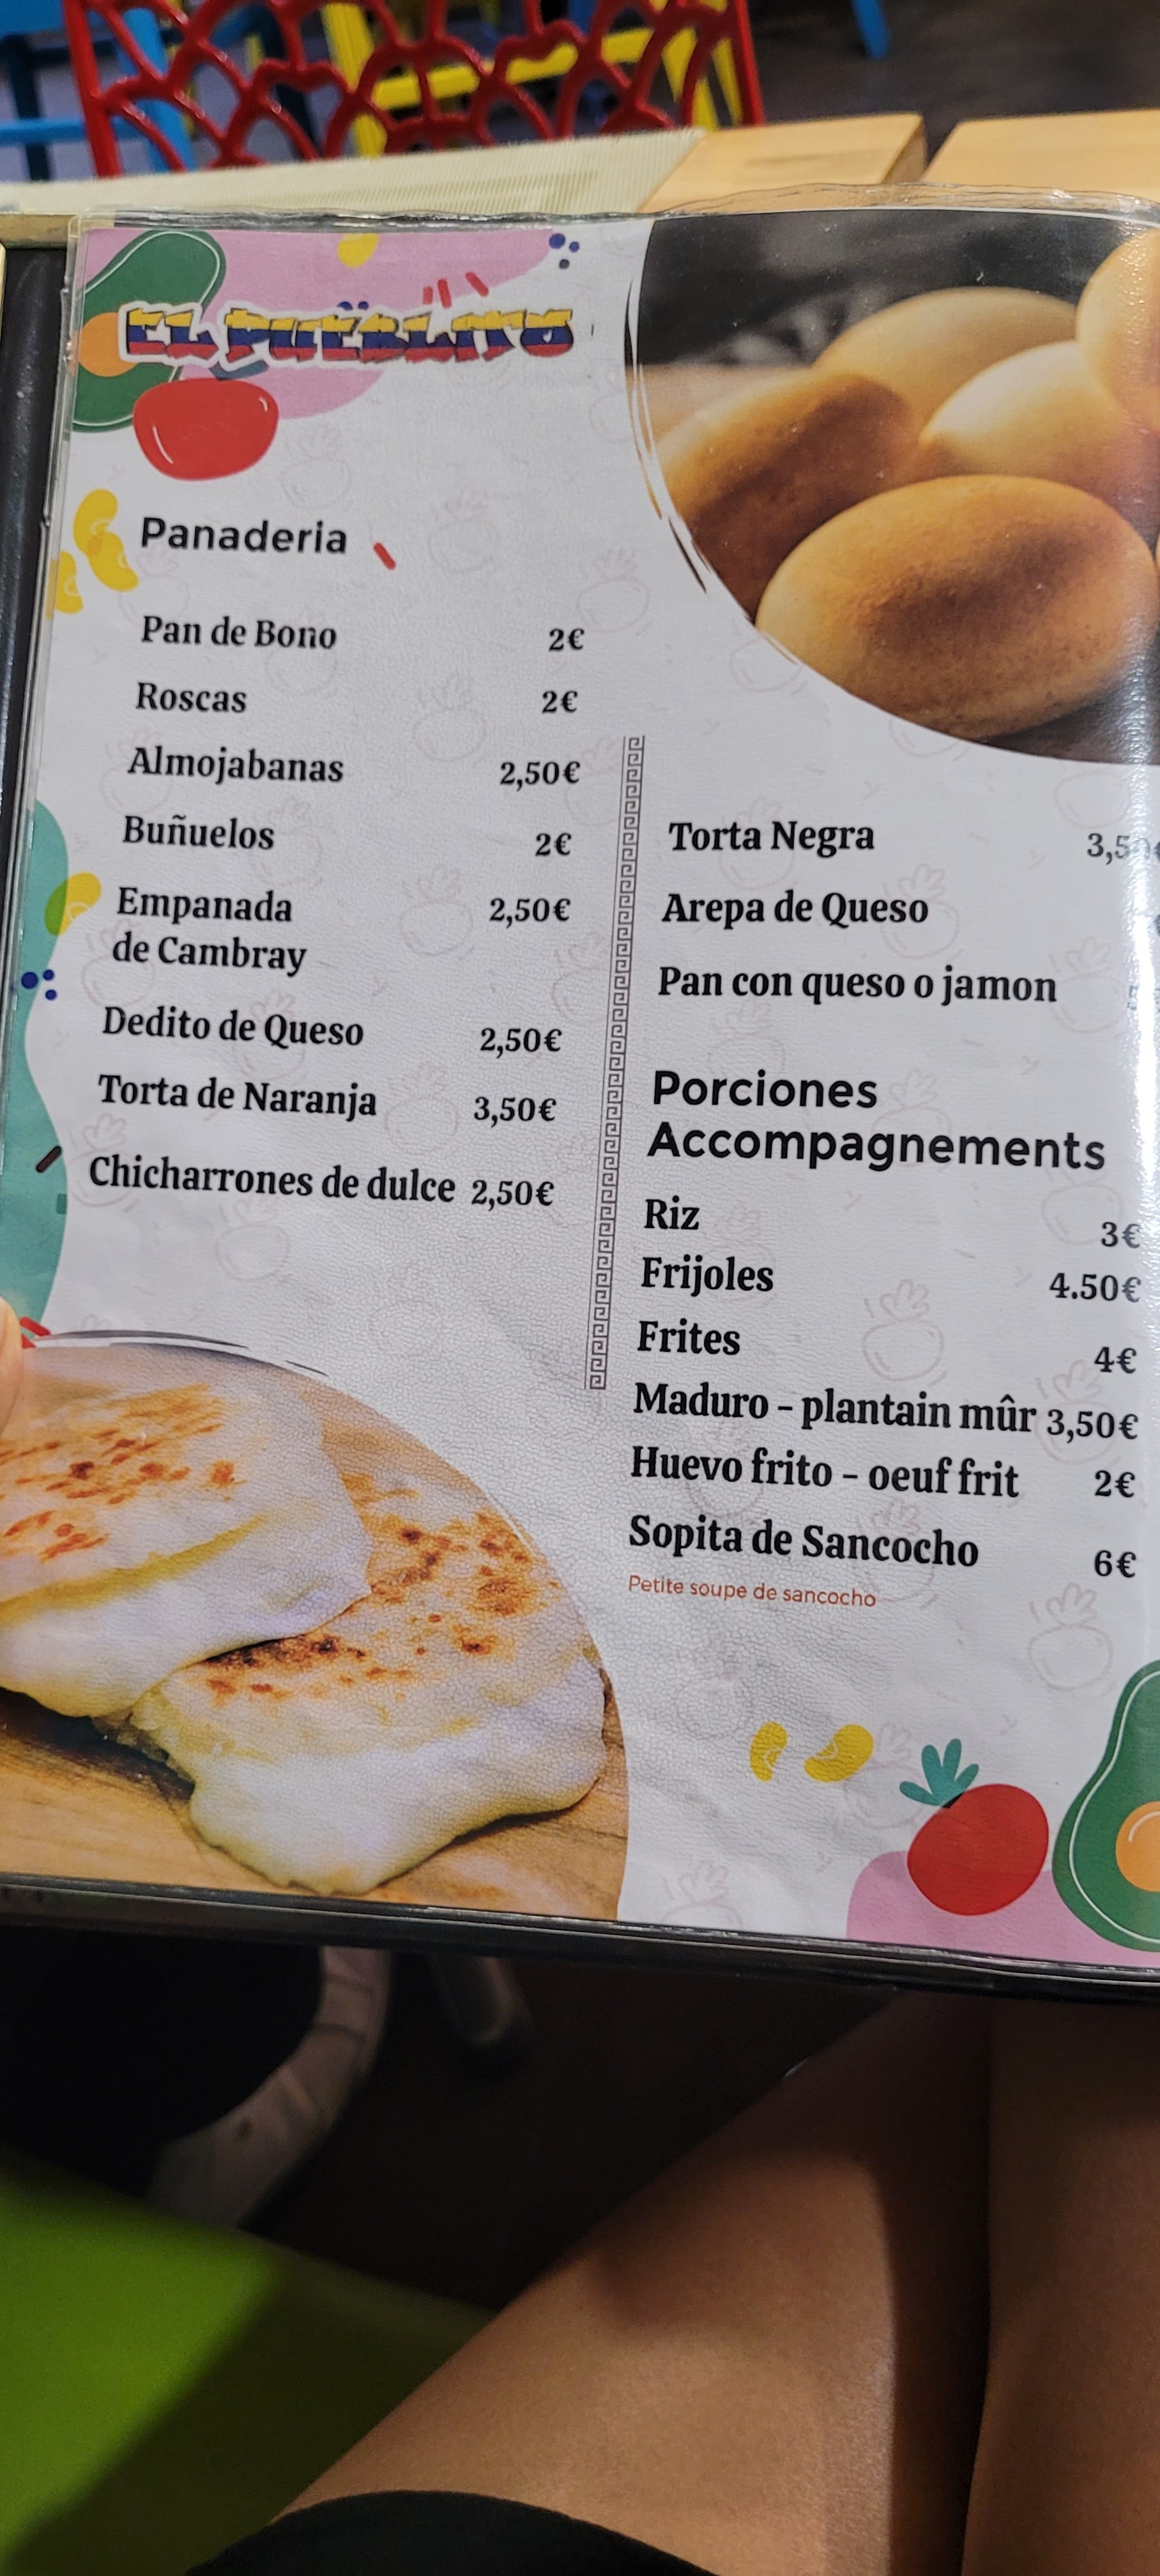 EL PUEBLITO
Panaderia
Pan de Bono 2€
Roscas 2€
Almojabanas 2,50€
Buñuelos 2€
Empanada 2,50€
de Cambray
Dedito de Queso 2,50€
Torta de Naranja 3,50€
Chicharrones de dulce 2,50€
Torta Negra
Arepa de Queso
Pan con queso o jamon
Porciones
Accompagnements
Riz 3€
Frijoles 4.50€
Frites 4€
Maduro - plantain mûr 3,50€
Huevo frito - oeuf frit 2€
Sopita de Sancocho 6€
Petite soupe de sancocho